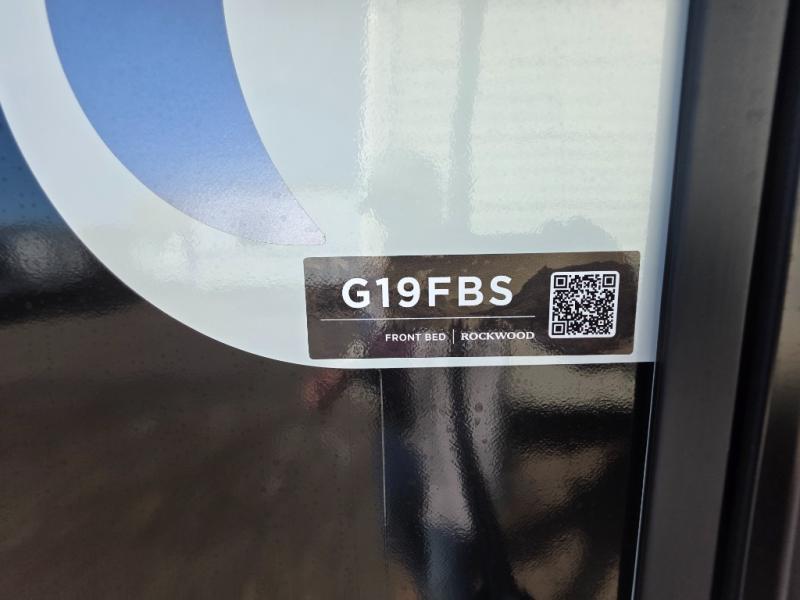 G19FBS
FRONT BED | ROCKWOOD